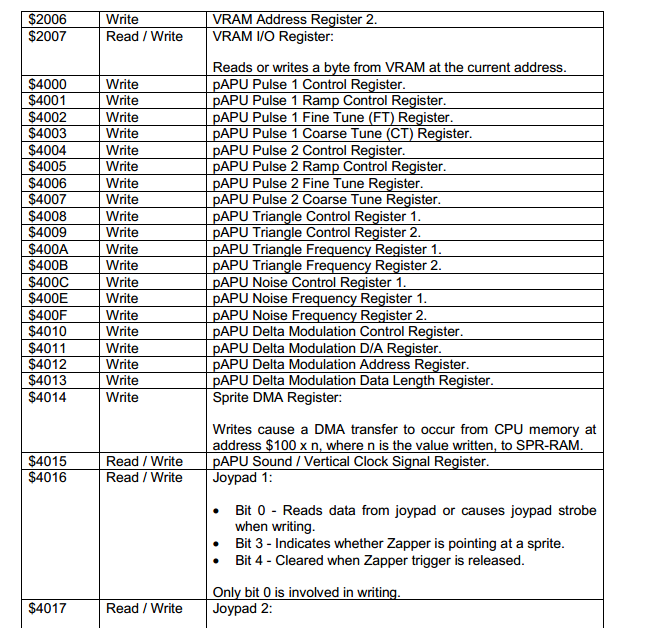 $2006 Write VRAM Address Register 2.
$2007 Read / Write VRAM I/O Register:
Reads or writes a byte from VRAM at the current address.
$4000 Write pAPU Pulse 1 Control Register.
$4001 Write pAPU Pulse 1 Ramp Control Register.
$4002 Write pAPU Pulse 1 Fine Tune (FT) Register.
$4003 Write pAPU Pulse 1 Coarse Tune (CT) Register.
$4004 Write pAPU Pulse 2 Control Register.
$4005 Write pAPU Pulse 2 Ramp Control Register.
$4006 Write pAPU Pulse 2 Fine Tune Register.
$4007 Write pAPU Pulse 2 Coarse Tune Register.
$4008 Write pAPU Triangle Control Register 1.
$4009 Write pAPU Triangle Control Register 2.
$400A Write pAPU Triangle Frequency Register 1.
$400B Write pAPU Triangle Frequency Register 2.
$400C Write pAPU Noise Control Register 1.
$400E Write pAPU Noise Frequency Register 1.
$400F Write pAPU Noise Frequency Register 2.
$4010 Write pAPU Delta Modulation Control Register.
$4011 Write pAPU Delta Modulation D/A Register.
$4012 Write pAPU Delta Modulation Address Register.
$4013 Write pAPU Delta Modulation Data Length Register.
$4014 Write Sprite DMA Register:
Writes cause a DMA transfer to occur from CPU memory at
address $100 x n, where n is the value written, to SPR-RAM.
$4015 Read / Write pAPU Sound / Vertical Clock Signal Register.
$4016 Read / Write Joypad 1:
• Bit 0 - Reads data from joypad or causes joypad strobe
when writing.
• Bit 3 - Indicates whether Zapper is pointing at a sprite.
• Bit 4 - Cleared when Zapper trigger is released.
Only bit 0 is involved in writing.
$4017 Read / Write Joypad 2: